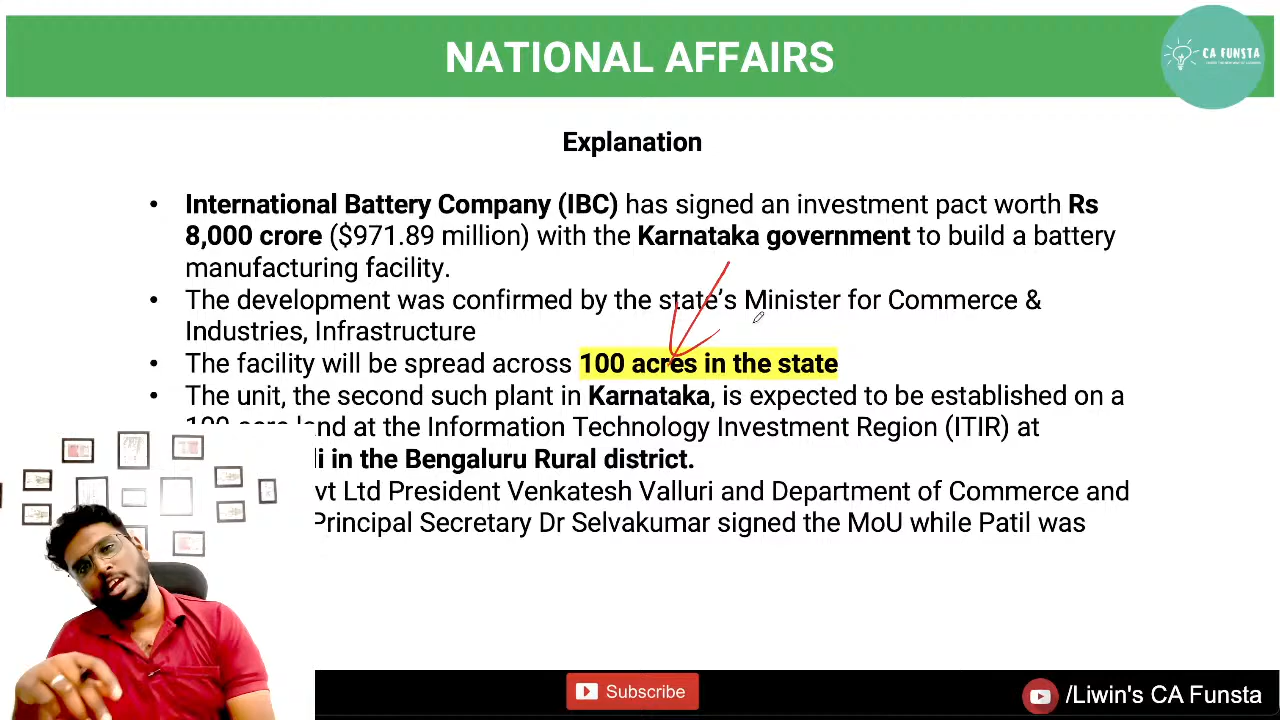 NATIONAL AFFAIRS
CA FUNSTA
Explanation
• International Battery Company (IBC) has signed an investment pact worth Rs
8,000 crore ($971.89 million) with the Karnataka government to build a battery
manufacturing facility.
• The development was confirmed by the state's Minister for Commerce &
Industries, Infrastructure
• The facility will be spread across 100 acres in the state
• The unit, the second such plant in Karnataka, is expected to be established on a
100 acre land at the Information Technology Investment Region (ITIR) at
in the Bengaluru Rural district.
Ltd President Venkatesh Valluri and Department of Commerce and
Principal Secretary Dr Selvakumar signed the MoU while Patil was
Subscribe
/Liwin's CA Funsta